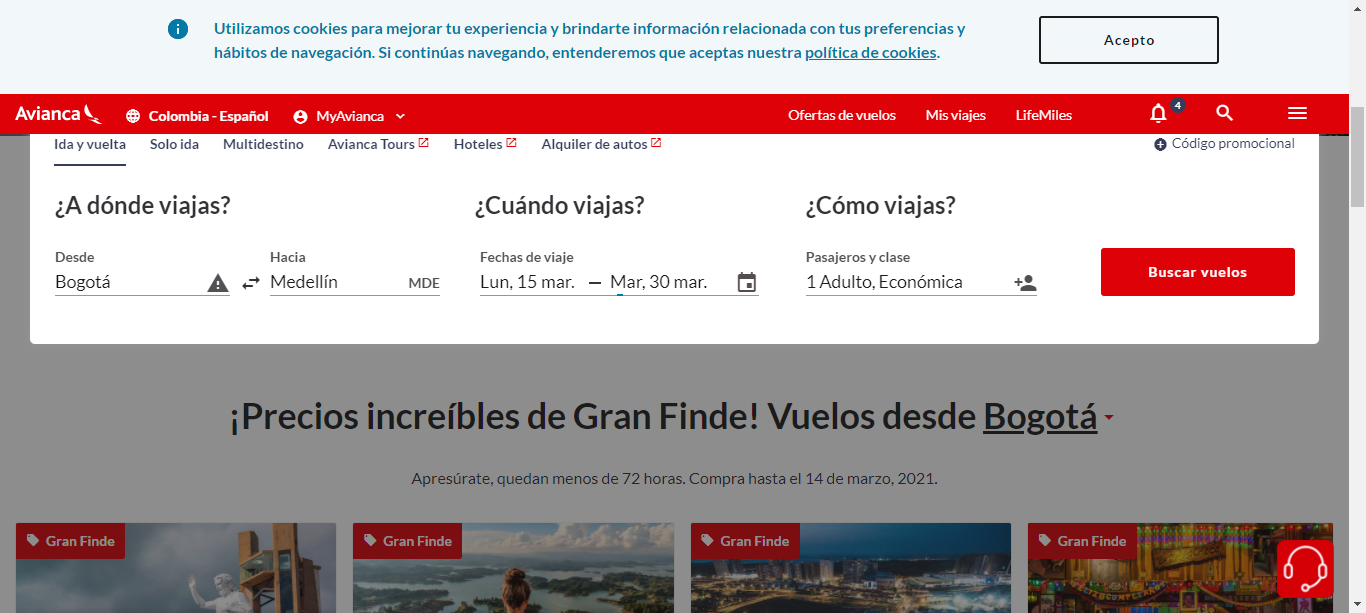 Utilizamos cookies para mejorar tu experiencia y brindarte información relacionada con tus preferencias y
hábitos de navegación. Si continúas navegando, entenderemos que aceptas nuestra política de cookies.
Acepto
Avianca
Colombia - Español
MyAvianca
Ofertas de vuelos
Mis viajes
LifeMiles
4
Ida y vuelta
Solo ida
Multidestino
Avianca Tours
Hoteles
Alquiler de autos
Código promocional
¿A dónde viajas?
¿Cuándo viajas?
¿Cómo viajas?
Desde
Hacia
Fechas de viaje
Pasajeros y clase
Bogotá
Medellín
MDE
Lun, 15 mar.
Mar, 30 mar.
1 Adulto, Económica
Buscar vuelos
¡Precios increíbles de Gran Finde! Vuelos desde Bogotá
Apresúrate, quedan menos de 72 horas. Compra hasta el 14 de marzo, 2021.
Gran Finde
Gran Finde
Gran Finde
Gran Finde